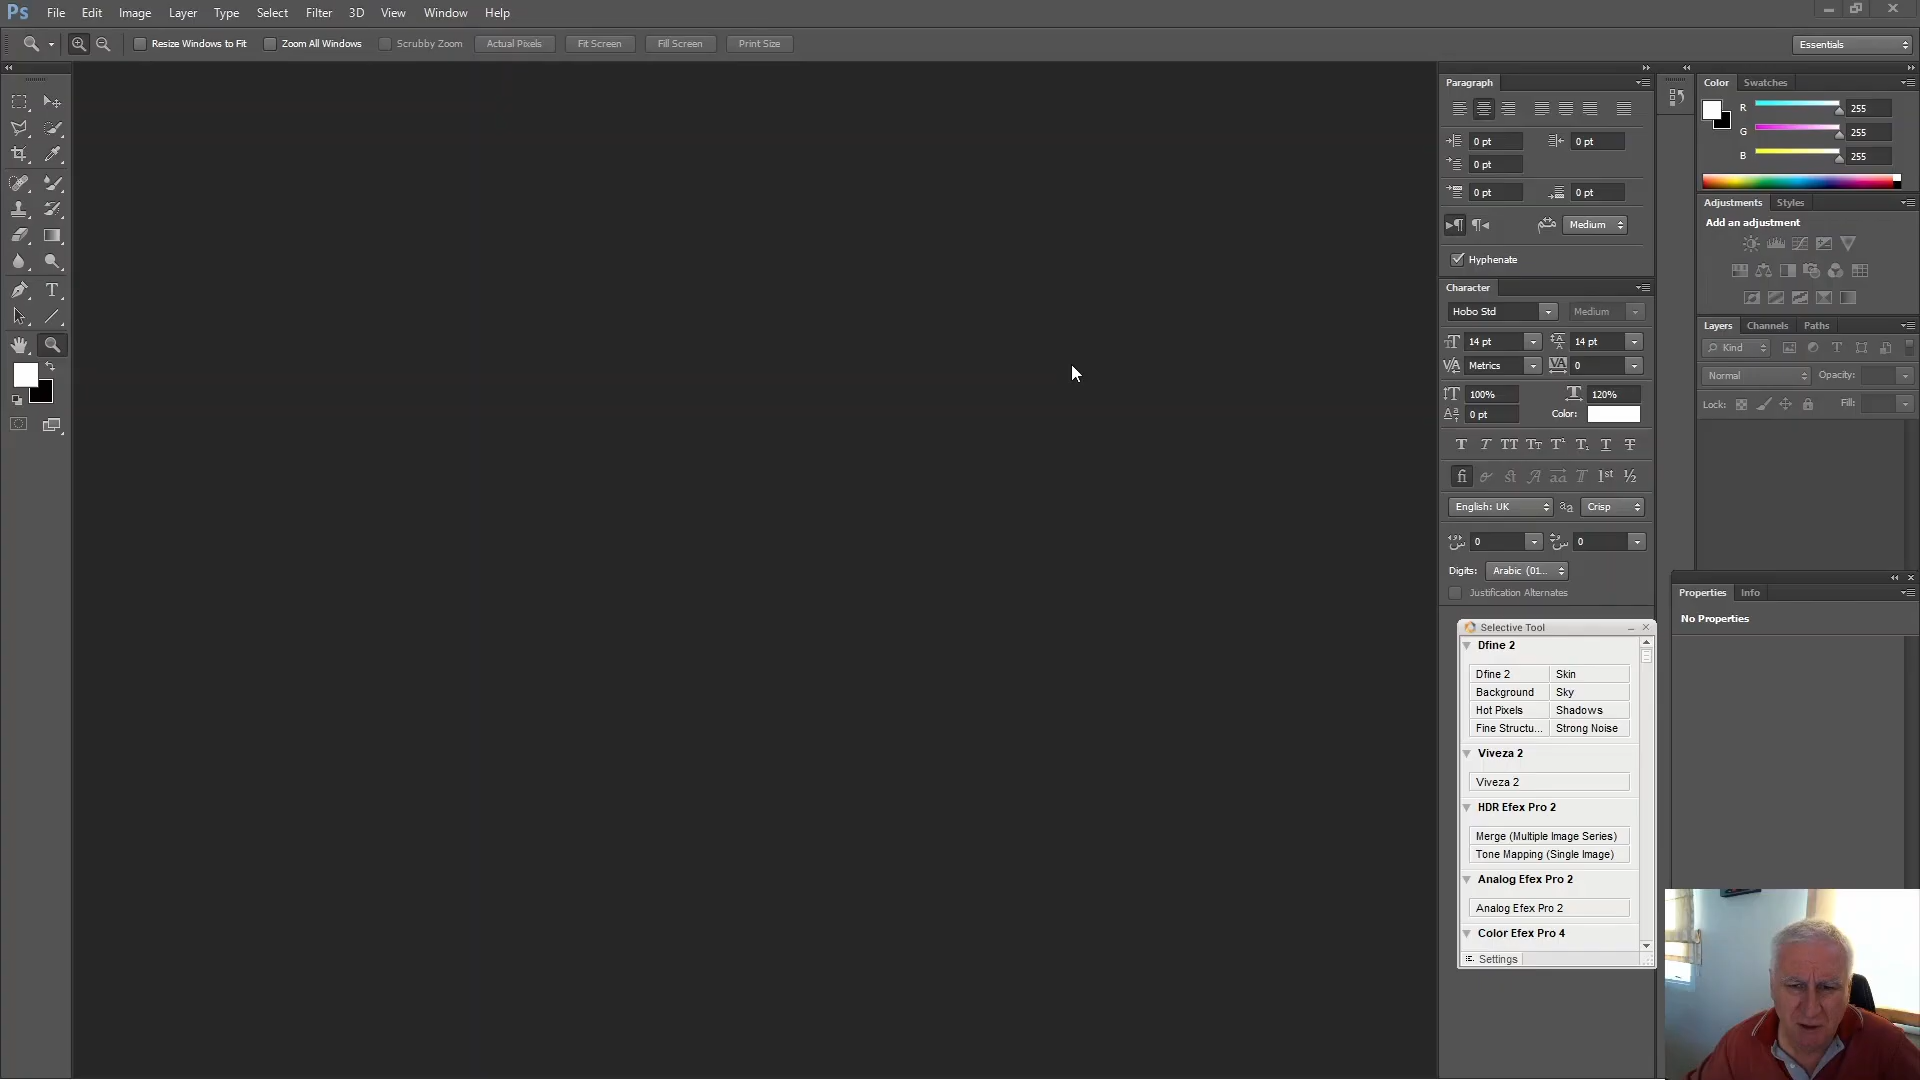 Ps File Edit Image Layer Type Select Filter 3D View Window Help
Resize Windows to Fit Zoom All Windows Scrubby Zoom Actual Pixels Fit Screen Fill Screen Print Size Essentials
Paragraph
0 pt 0 pt
0 pt
0 pt 0 pt
Medium
Hyphenate
Character
Hobo Std Medium
14 pt 14 pt
Metrics 0
100% 120%
0 pt Color:
English: UK Crisp
0 0
Digits: Arabic (01...
Justification Alternates
Selective Tool
Dfine 2
Dfine 2 Skin
Background Sky
Hot Pixels Shadows
Fine Structu... Strong Noise
Viveza 2
Viveza 2
HDR Efex Pro 2
Merge (Multiple Image Series)
Tone Mapping (Single Image)
Analog Efex Pro 2
Analog Efex Pro 2
Color Efex Pro 4
Settings
Color Swatches
R 255
G 255
B 255
Adjustments Styles
Add an adjustment
Layers Channels Paths
Kind
Normal Opacity:
Lock: Fill:
Properties Info
No Properties